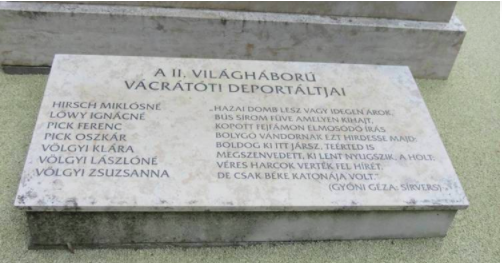 A II. VILÁGHÁBORÚ
VÁCRÁTÓTI DEPORTÁLTJAI
HIRSCH MIKLÓSNÉ
LŐWY IGNÁCNÉ
PICK FERENC
PICK OSZKÁR
VÖLGYI KLÁRA
VÖLGYI LÁSZLÓNÉ
VÖLGYI ZSUZSANNA
„HAZAI DOMB LESZ VAGY IDEGEN ÁROK,
BÚS SÍROM FÜVE AMELYEN KIHAJT,
KOPOTT FEJFÁMON ELMOSÓDÓ ÍRÁS
BOLYGÓ VÁNDORNAK EZT HIRDESSE MAJD:
BOLDOG KI ITT JÁRSZ, TEÉRTED IS
MEGSZENVEDETT, KI LENT NYUGSZIK, A HOLT:
VÉRES HARCOK VERTÉK FEL HÍRÉT,
DE CSAK BÉKE KATONÁJA VOLT."
(GYÓNI GÉZA, SÍRVERS)